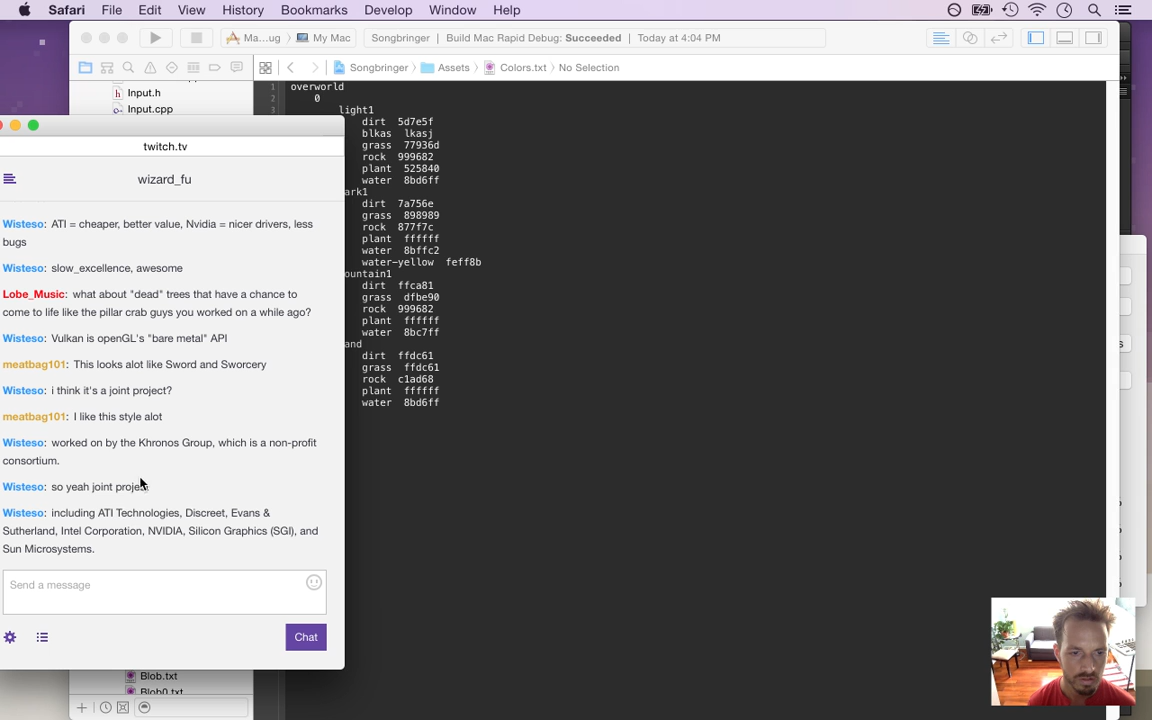 Safari File Edit View History Bookmarks Develop Window Help
Ma...ug My Mac Songbringer Build Mac Rapid Debug: Succeeded Today at 4:04 PM
Songbringer Assets Colors.txt No Selection
Input.h
Input.cpp
1 overworld
2 0
3 light1
dirt 5d7e5f
blkas lkasj
grass 77936d
rock 999682
plant 525840
water 8bd6ff
ark1
dirt 7a756e
grass 898989
rock 877f7c
plant ffffff
water 8bffc2
water-yellow feff8b
ountain1
dirt ffca81
grass dfbe90
rock 999682
plant ffffff
water 8bc7ff
and
dirt ffdc61
grass ffdc61
rock c1ad68
plant ffffff
water 8bd6ff
twitch.tv
wizard_fu
Wisteso: ATI = cheaper, better value, Nvidia = nicer drivers, less
bugs
Wisteso: slow_excellence, awesome
Lobe_Music: what about "dead" trees that have a chance to
come to life like the pillar crab guys you worked on a while ago?
Wisteso: Vulkan is openGL's "bare metal" API
meatbag101: This looks alot like Sword and Sworcery
Wisteso: i think it's a joint project?
meatbag101: I like this style alot
Wisteso: worked on by the Khronos Group, which is a non-profit
consortium.
Wisteso: so yeah joint project
Wisteso: including ATI Technologies, Discreet, Evans &
Sutherland, Intel Corporation, NVIDIA, Silicon Graphics (SGI), and
Sun Microsystems.
Send a message
Chat
Blob.txt
Blob0.txt